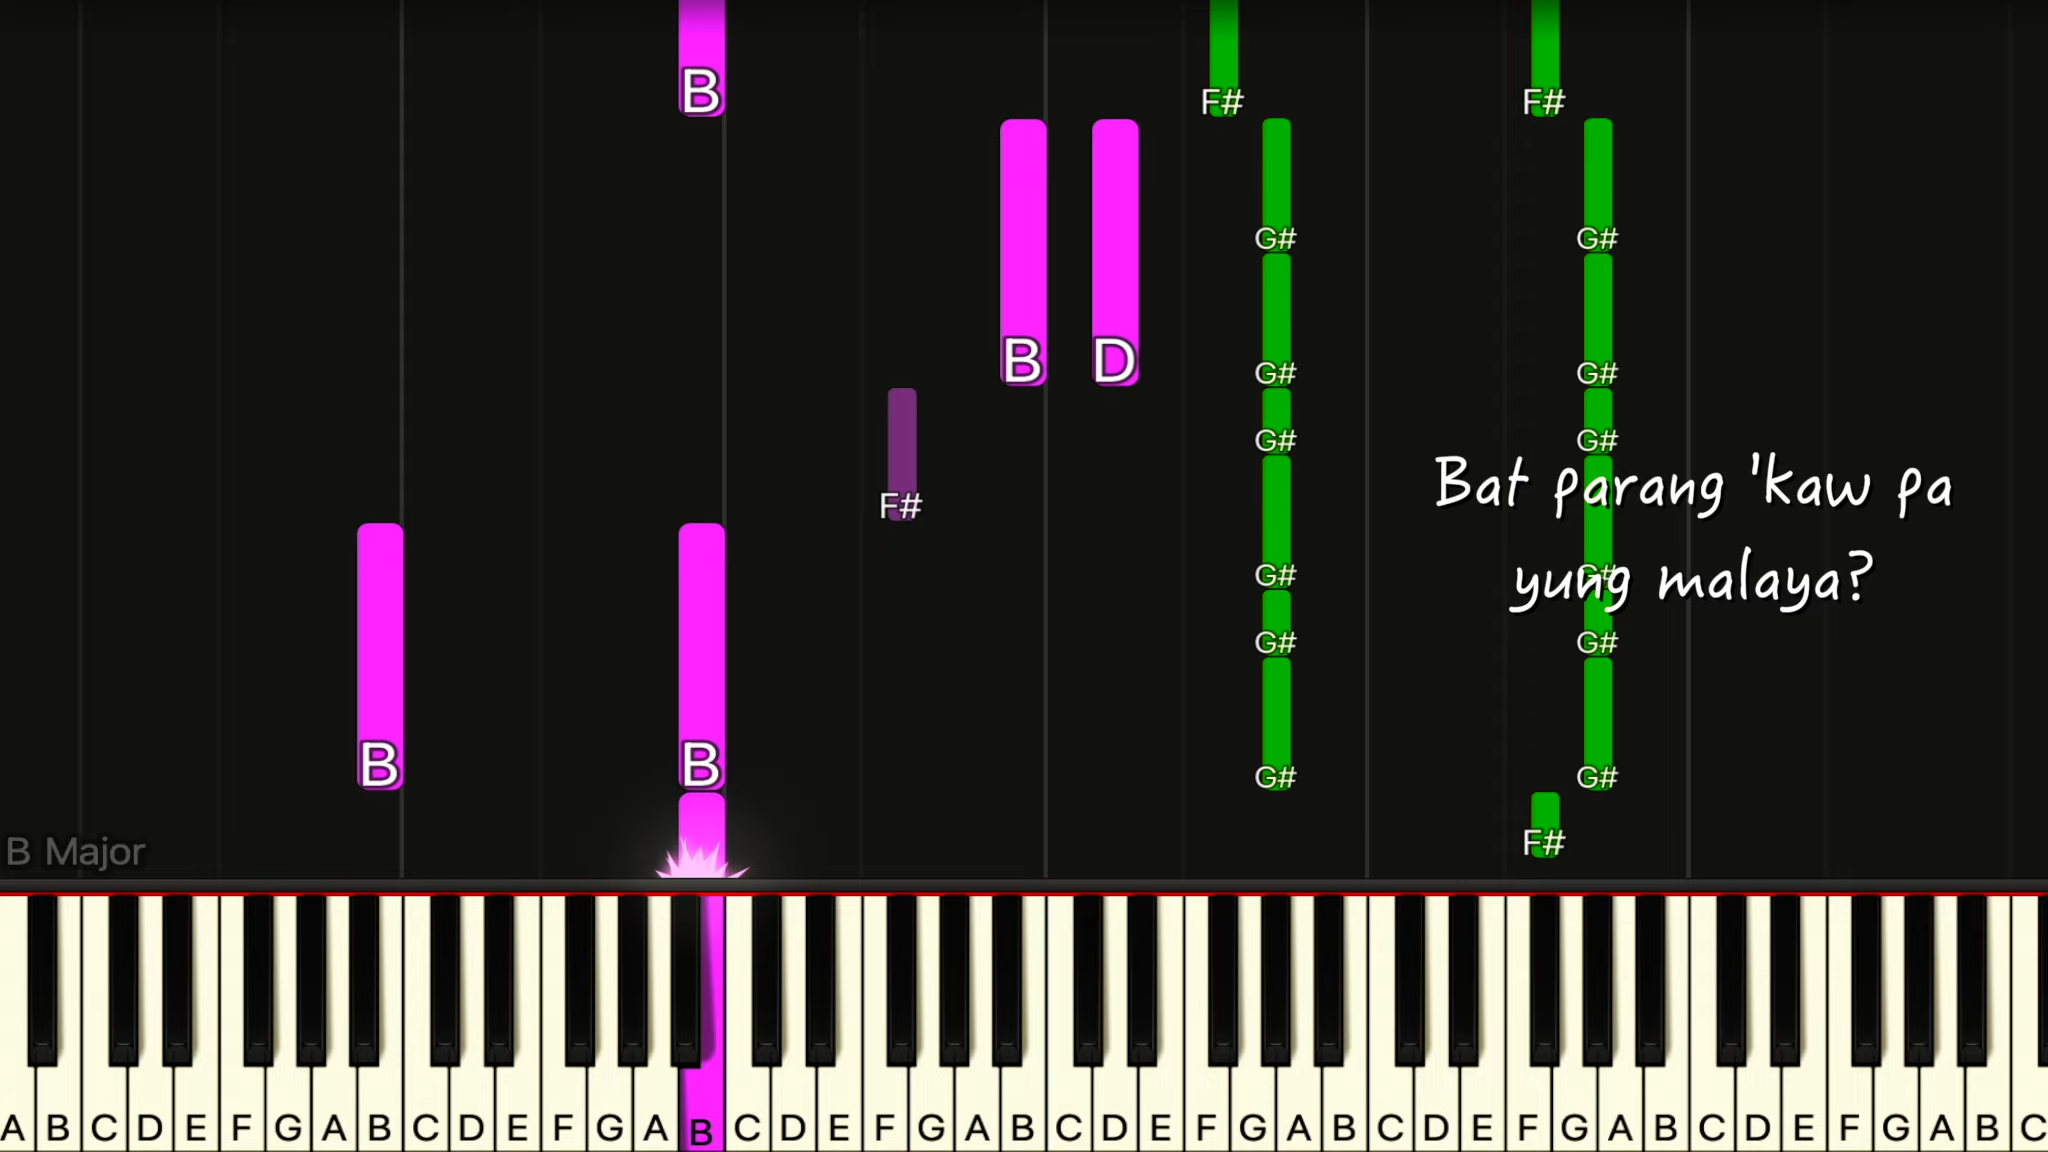 B
F# F#
B D
G# G#
G# G#
G# G#
F#
Bat parang 'kaw pa
yung malaya?
G# G#
G# G#
B B
G# G#
F#
B Major
A B C D E F G A B C D E F G A B C D E F G A B C D E F G A B C D E F G A B C D E F G A B C